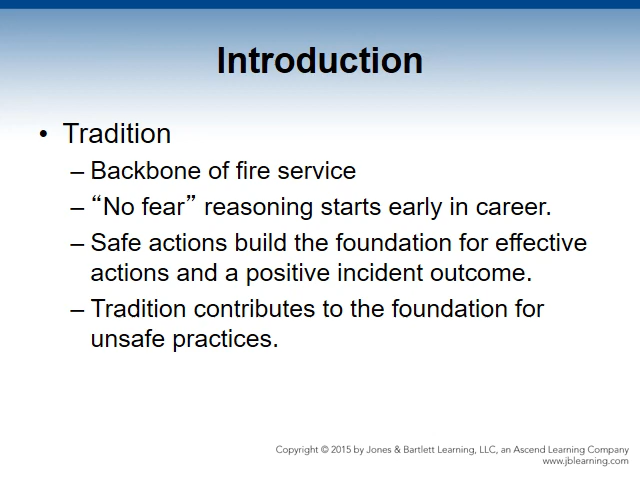 Introduction
• Tradition
– Backbone of fire service
– “No fear” reasoning starts early in career.
– Safe actions build the foundation for effective
actions and a positive incident outcome.
– Tradition contributes to the foundation for
unsafe practices.
Copyright © 2015 by Jones & Bartlett Learning, LLC, an Ascend Learning Company
www.jblearning.com